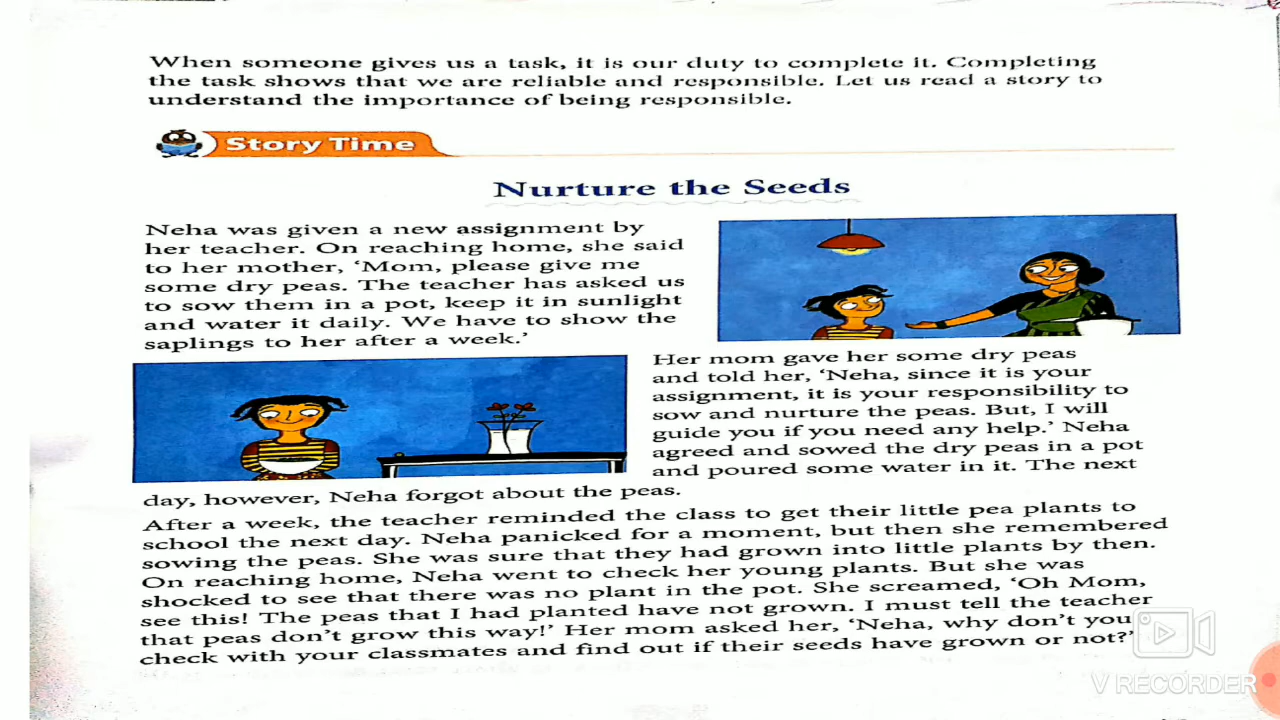 When someone gives us a task, it is our duty to complete it. Completing
the task shows that we are reliable and responsible. Let us read a story to
understand the importance of being responsible.
Story Time
Nurture the Seeds
Neha was given a new assignment by
her teacher. On reaching home, she said
to her mother, ‘Mom, please give me
some dry peas. The teacher has asked us
to sow them in a pot, keep it in sunlight
and water it daily. We have to show the
saplings to her after a week.’
Her mom gave her some dry peas
and told her, ‘Neha, since it is your
assignment, it is your responsibility to
sow and nurture the peas. But, I will
guide you if you need any help.’ Neha
agreed and sowed the dry peas in a pot
and poured some water in it. The next
day, however, Neha forgot about the peas.
After a week, the teacher reminded the class to get their little pea plants to
school the next day. Neha panicked for a moment, but then she remembered
sowing the peas. She was sure that they had grown into little plants by then.
On reaching home, Neha went to check her young plants. But she was
shocked to see that there was no plant in the pot. She screamed, ‘Oh Mom,
see this! The peas that I had planted have not grown. I must tell the teacher
that peas don’t grow this way!’ Her mom asked her, ‘Neha, why don’t you
check with your classmates and find out if their seeds have grown or not?’
V RECORDER